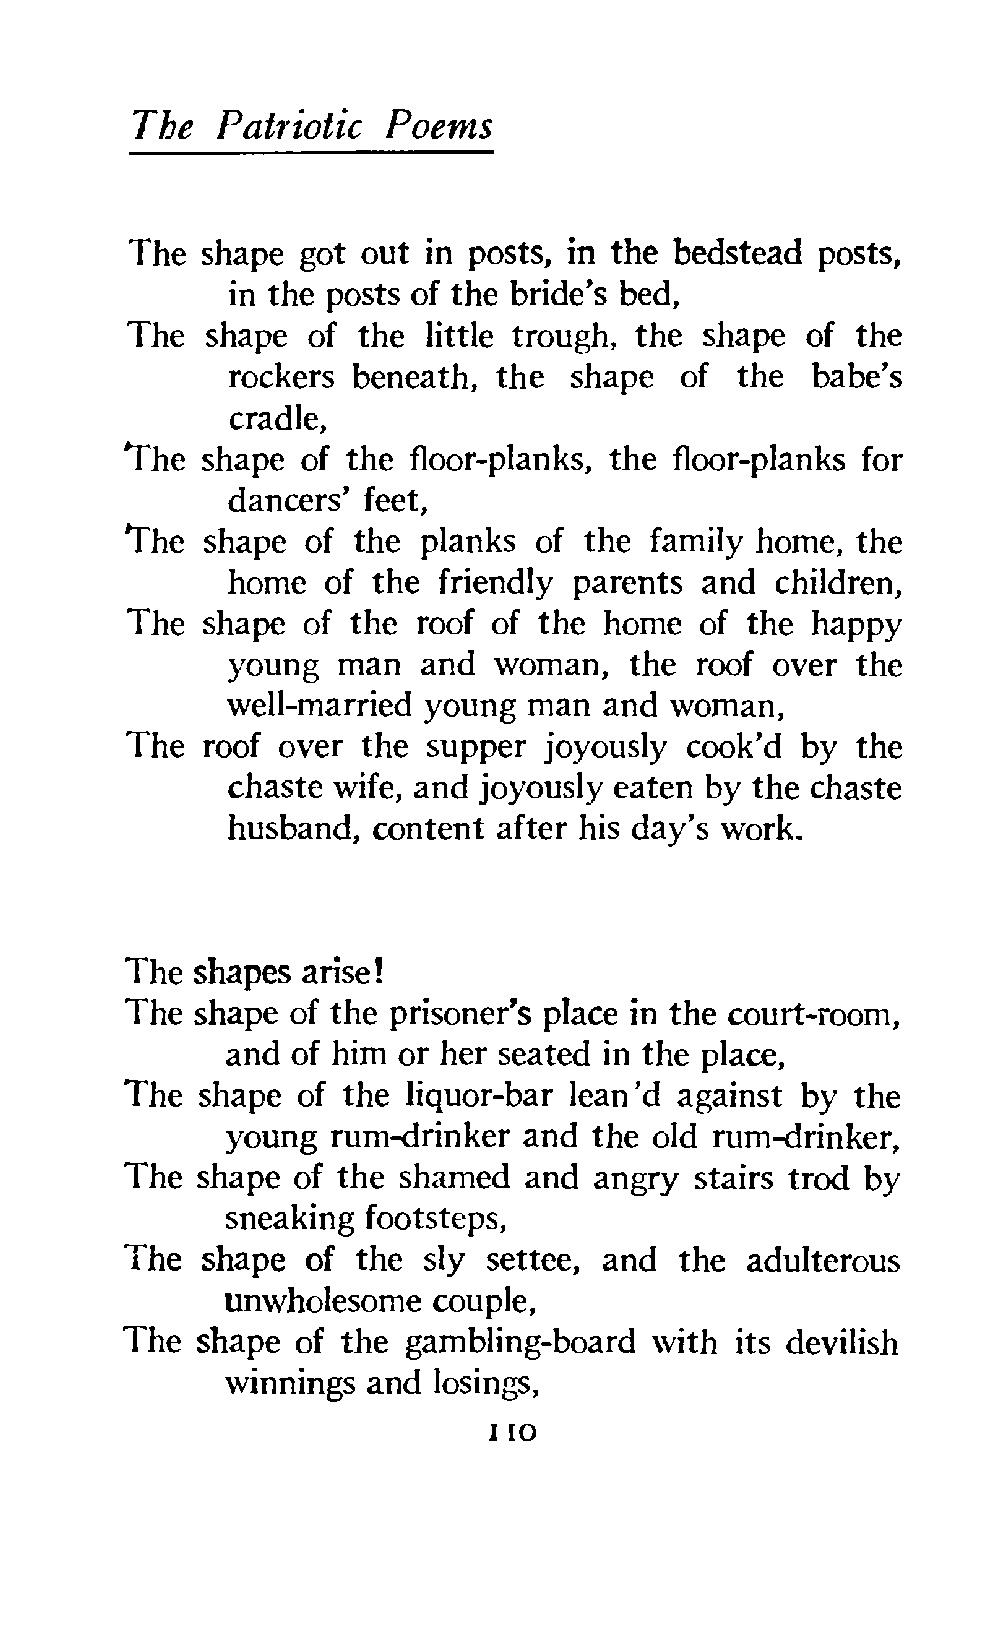 The Patriotic Poems
The shape got out in posts, in the bedstead posts,
in the posts of the bride's bed,
The shape of the little trough, the shape of the
rockers beneath, the shape of the babe's
cradle,
The shape of the floor-planks, the floor-planks for
dancers' feet,
The shape of the planks of the family home, the
home of the friendly parents and children,
The shape of the roof of the home of the happy
young man and woman, the roof over the
well-married young man and woman,
The roof over the supper joyously cook'd by the
chaste wife, and joyously eaten by the chaste
husband, content after his day's work.
The shapes arise!
The shape of the prisoner's place in the court-room,
and of him or her seated in the place,
The shape of the liquor-bar lean'd against by the
young rum-drinker and the old rum-drinker,
The shape of the shamed and angry stairs trod by
sneaking footsteps,
The shape of the sly settee, and the adulterous
unwholesome couple,
The shape of the gambling-board with its devilish
winnings and losings,
110